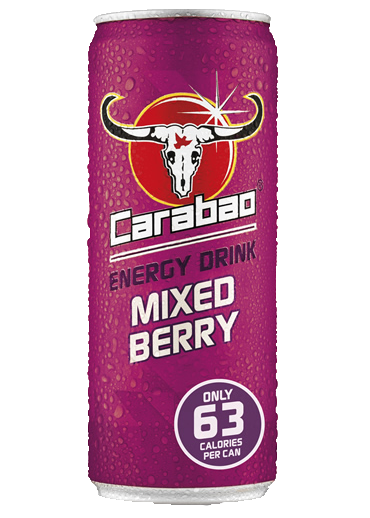 Carabao®
ENERGY DRINK
MIXED
BERRY
ONLY
63
CALORIES
PER CAN